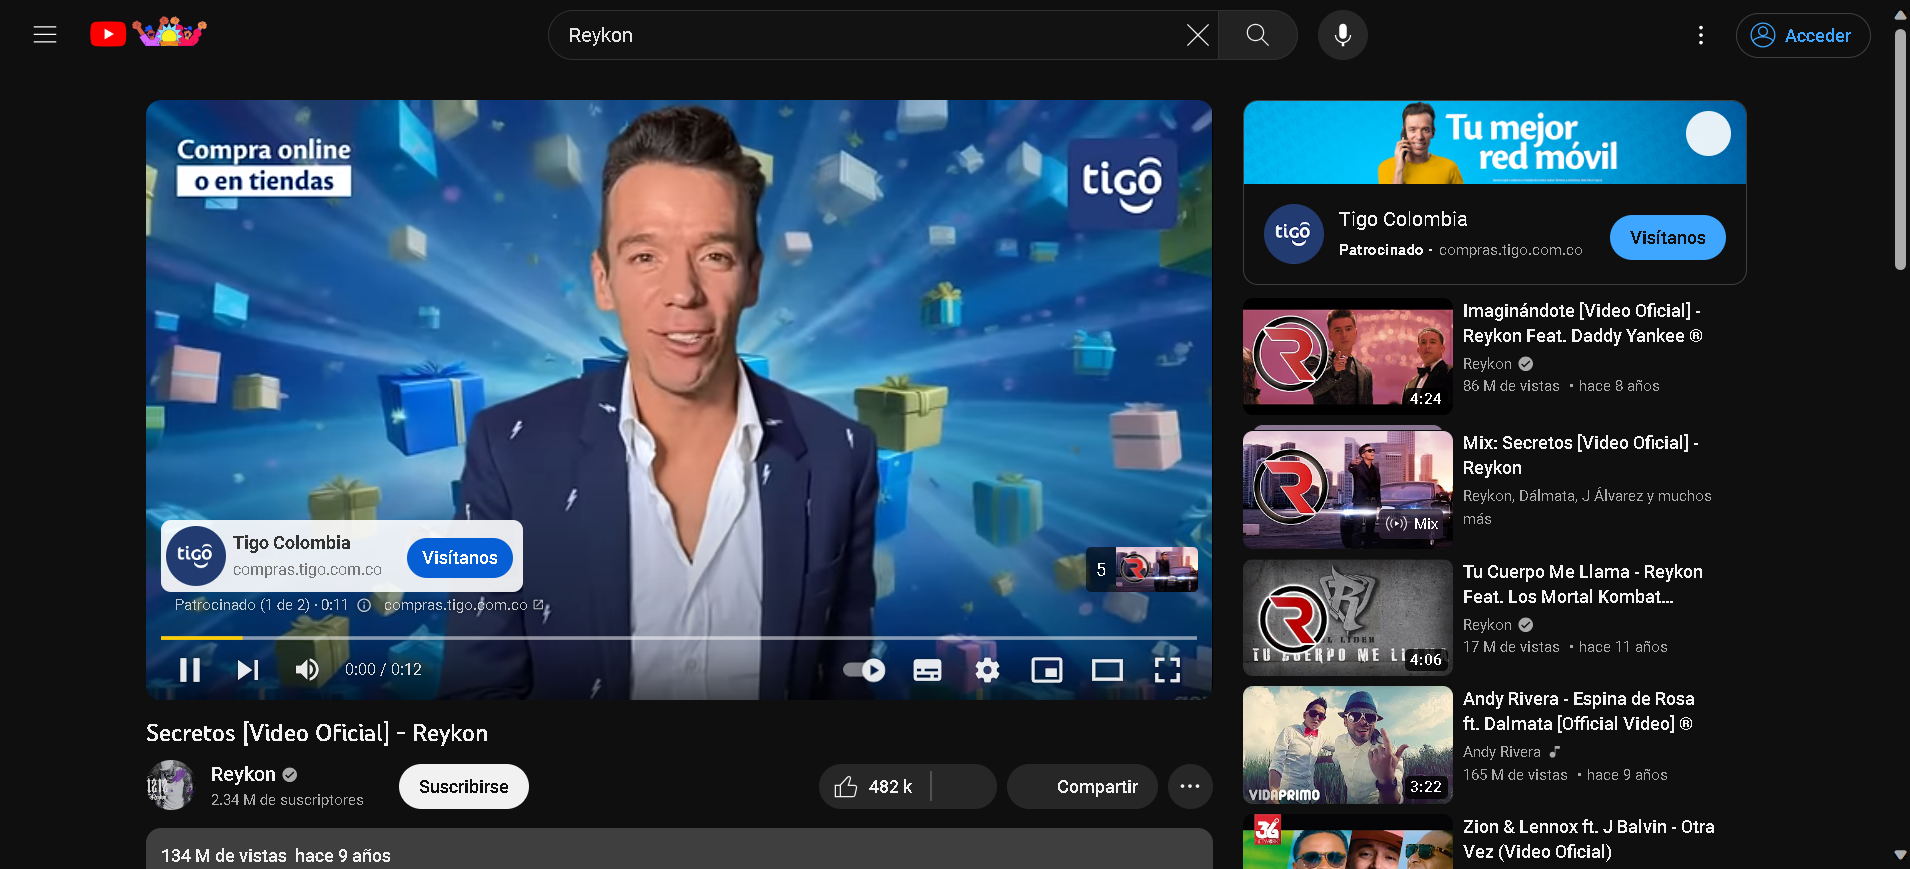 Reykon
Acceder
Compra online
o en tiendas
tigo
Tigo Colombia
compras.tigo.com.co
Visítanos
tigo
Patrocinado (1 de 2) · 0:11
compras.tigo.com.co
5
0:00 / 0:12
Secretos [Video Oficial] - Reykon
Reykon
2.34 M de suscriptores
Suscribirse
482 k
Compartir
134 M de vistas hace 9 años
Tu mejor
red móvil
tigo
Tigo Colombia
Patrocinado · compras.tigo.com.co
Visítanos
Imaginándote [Video Oficial] -
Reykon Feat. Daddy Yankee ®
Reykon
86 M de vistas • hace 8 años
4:24
Mix: Secretos [Video Oficial] -
Reykon
Reykon, Dálmata, J Álvarez y muchos
más
Mix
Tu Cuerpo Me Llama - Reykon
Feat. Los Mortal Kombat...
Reykon
17 M de vistas • hace 11 años
4:06
Andy Rivera - Espina de Rosa
ft. Dalmata [Official Video] ®
Andy Rivera
165 M de vistas • hace 9 años
VIDAPRIMO
3:22
Zion & Lennox ft. J Balvin - Otra
Vez (Video Oficial)